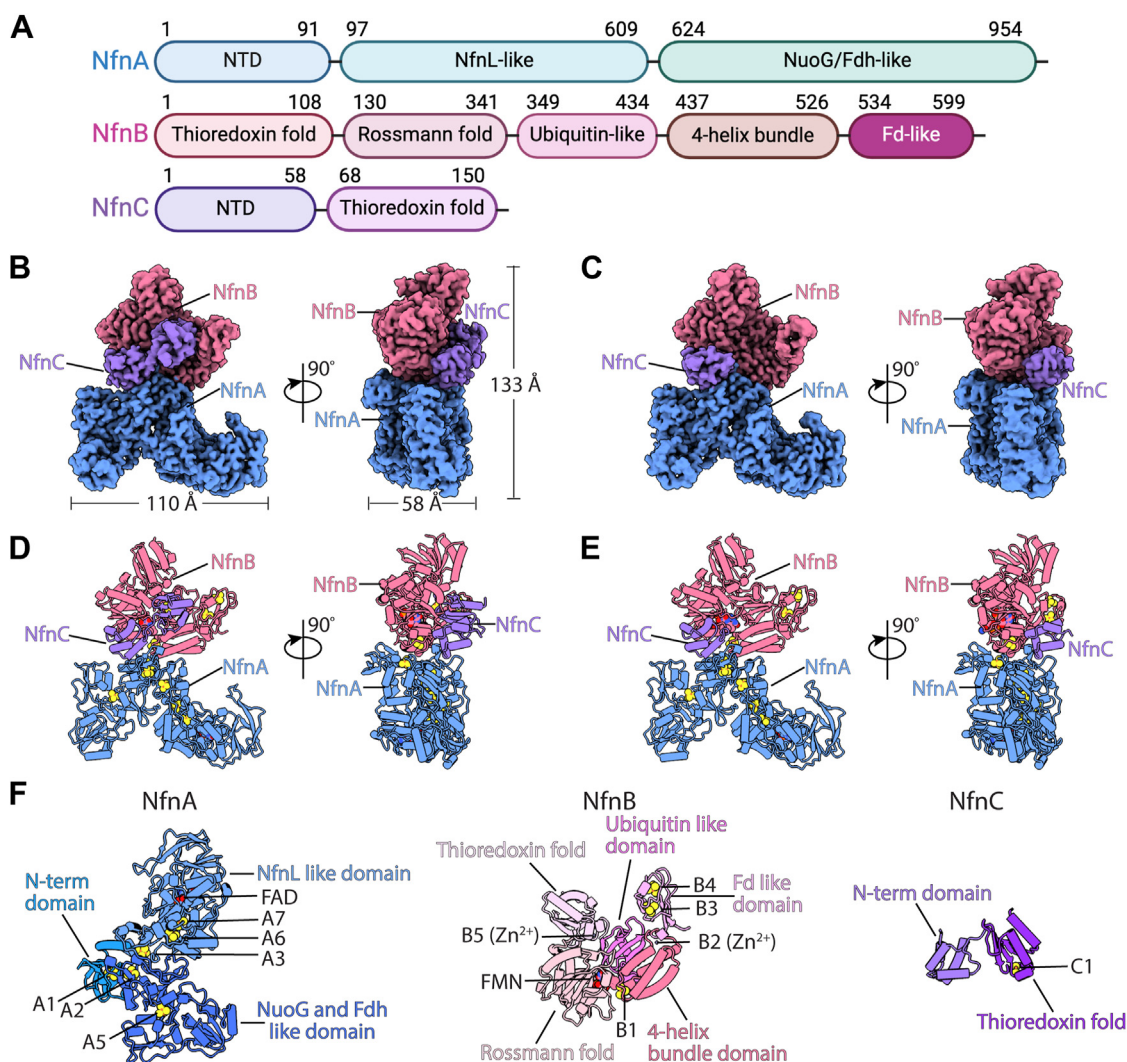 A
1 91 97 609 624 954
NfnA NTD NfnL-like NuoG/Fdh-like
1 108 130 341 349 434 437 526 534 599
NfnB Thioredoxin fold Rossmann fold Ubiquitin-like 4-helix bundle Fd-like
1 58 68 150
NfnC NTD Thioredoxin fold
B
NfnB
NfnC
NfnA
90°
NfnB
NfnC
NfnA
133 Å
110 Å
58 Å
C
NfnB
NfnC
NfnA
90°
NfnB
NfnC
NfnA
D
NfnB
NfnC
NfnA
90°
NfnB
NfnC
NfnA
E
NfnB
NfnC
NfnA
90°
NfnB
NfnC
NfnA
F
NfnA
N-term
domain
NfnL like domain
FAD
A7
A6
A3
A1
A2
A5
NuoG and Fdh
like domain
NfnB
Thioredoxin fold
Ubiquitin like
domain
B4
Fd like
domain
B3
B5 (Zn²⁺)
B2 (Zn²⁺)
FMN
B1
Rossmann fold
4-helix
bundle domain
NfnC
N-term domain
C1
Thioredoxin fold